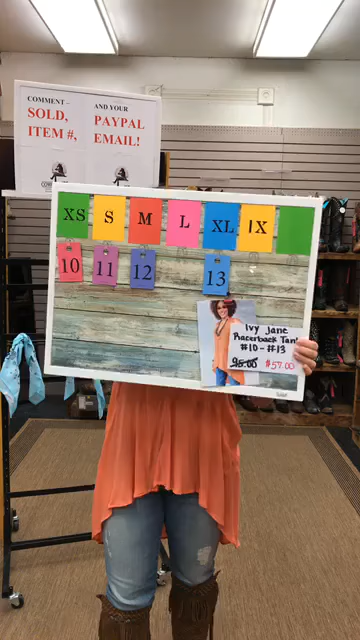 COMMENT –
SOLD,
ITEM #,
AND YOUR
PAYPAL
EMAIL!
XS S M L XL 1X
10 11 12 13
Ivy Jane
Racerback Tank
#10 - #13
95.00 $57.00